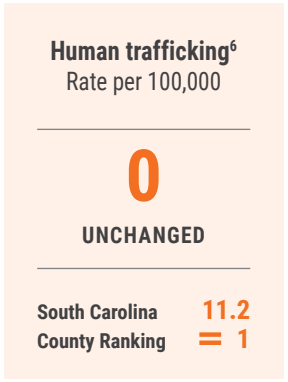 Human trafficking⁶
Rate per 100,000
0
UNCHANGED
South Carolina 11.2
County Ranking = 1